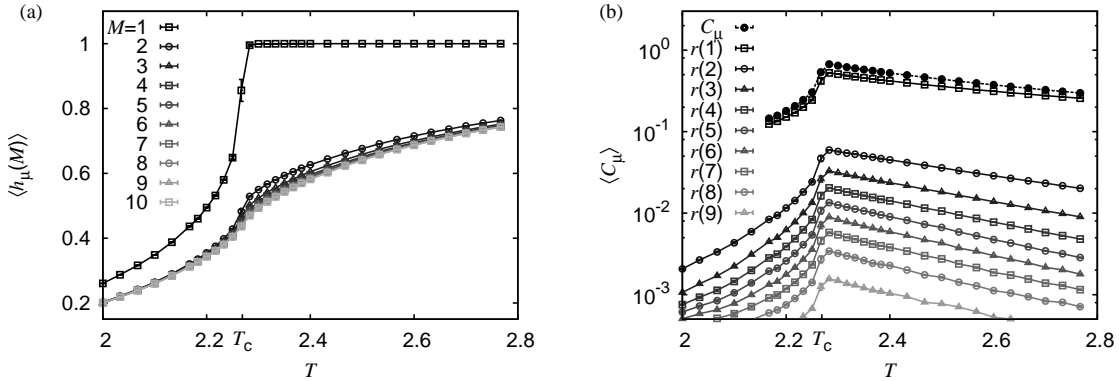 (a)
M=1
2
3
4
5
6
7
8
9
10
1
0.8
0.6
0.4
0.2
⟨hμ(M)⟩
2 2.2 Tc 2.4 2.6 2.8
T
(b)
Cμ
r(1)
r(2)
r(3)
r(4)
r(5)
r(6)
r(7)
r(8)
r(9)
10⁰
10⁻¹
10⁻²
10⁻³
⟨Cμ⟩
2 2.2 Tc 2.4 2.6 2.8
T